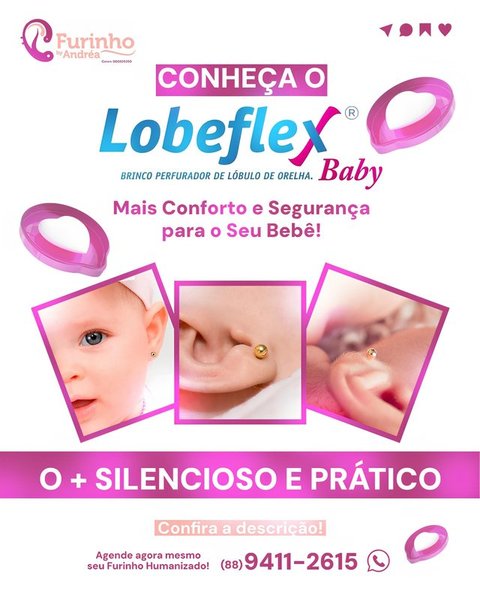 Furinho
by Andréa
CONHEÇA O
Lobeflex®
BRINCO PERFURADOR DE LÓBULO DE ORELHA. Baby
Mais Conforto e Segurança
para o Seu Bebê!
O + SILENCIOSO E PRÁTICO
Confira a descrição!
Agende agora mesmo
seu Furinho Humanizado! (88)9411-2615